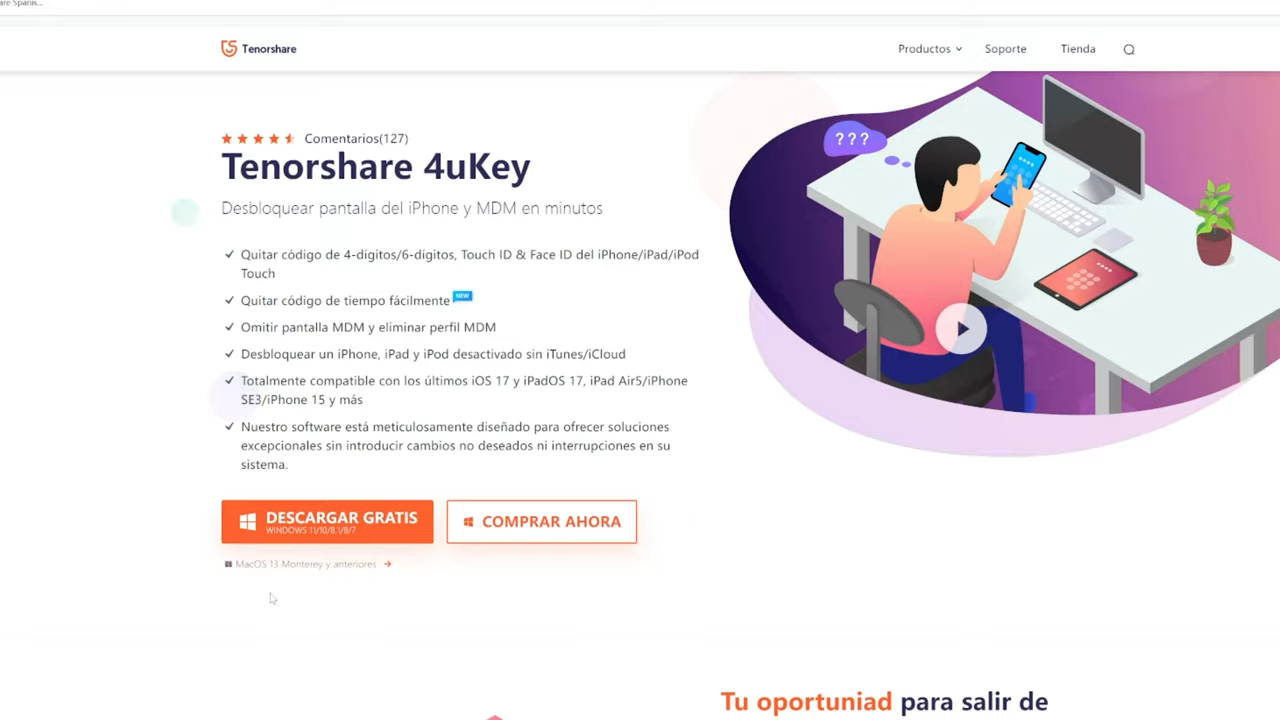 Tenorshare
Productos
Soporte
Tienda
Comentarios(127)
Tenorshare 4uKey
Desbloquear pantalla del iPhone y MDM en minutos
Quitar código de 4-digitos/6-dígitos, Touch ID & Face ID del iPhone/iPad/iPod
Touch
Quitar código de tiempo fácilmente NEW
Omitir pantalla MDM y eliminar perfil MDM
Desbloquear un iPhone, iPad y iPod desactivado sin iTunes/iCloud
Totalmente compatible con los últimos iOS 17 y iPadOS 17, iPad Air5/iPhone
SE3/iPhone 15 y más
Nuestro software está meticulosamente diseñado para ofrecer soluciones
excepcionales sin introducir cambios no deseados ni interrupciones en su
sistema.
DESCARGAR GRATIS
WINDOWS 11/10/8.1/8/7
COMPRAR AHORA
MacOS 13 Monterey y anteriores
???
Tu oportuniad para salir de